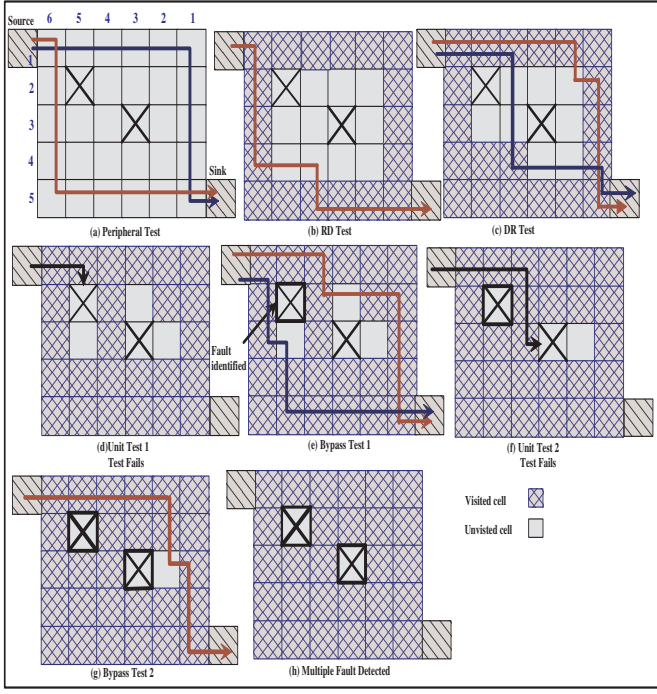 Source 6 5 4 3 2 1
1
2
3
4
5
Sink
(a) Peripheral Test
(b) RD Test
(c) DR Test
Fault
identified
(d)Unit Test 1
Test Fails
(e) Bypass Test 1
(f) Unit Test 2
Test Fails
Visited cell
Unvisted cell
(g) Bypass Test 2
(h) Multiple Fault Detected